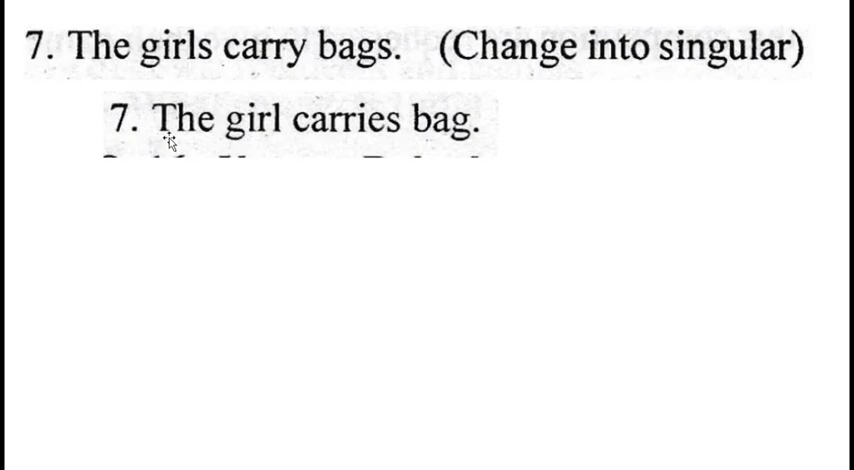 7. The girls carry bags. (Change into singular)
7. The girl carries bag.